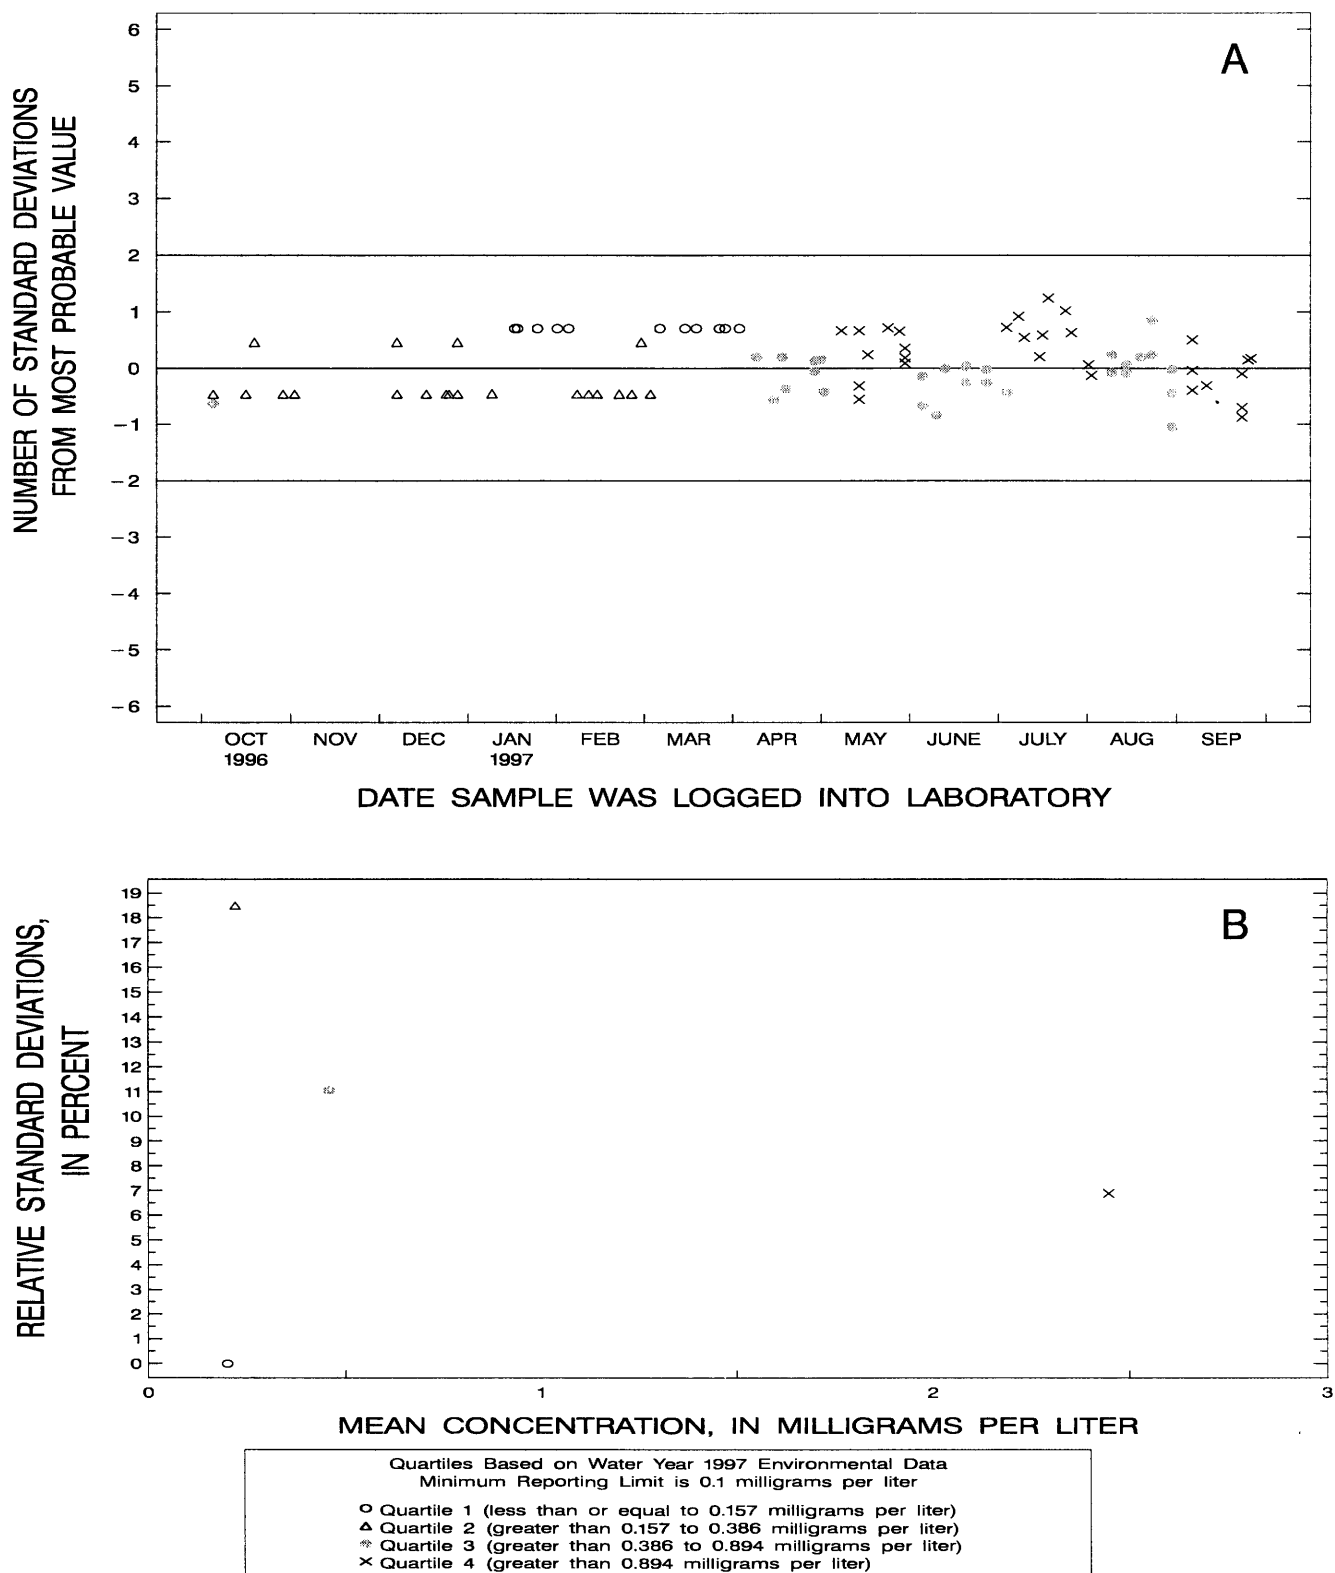 A
NUMBER OF STANDARD DEVIATIONS
FROM MOST PROBABLE VALUE
6
5
4
3
2
1
0
−1
−2
−3
−4
−5
−6
OCT NOV DEC JAN FEB MAR APR MAY JUNE JULY AUG SEP
1996 1997
DATE SAMPLE WAS LOGGED INTO LABORATORY
B
RELATIVE STANDARD DEVIATIONS,
IN PERCENT
19
18
17
16
15
14
13
12
11
10
9
8
7
6
5
4
3
2
1
0
0 1 2 3
MEAN CONCENTRATION, IN MILLIGRAMS PER LITER
Quartiles Based on Water Year 1997 Environmental Data
Minimum Reporting Limit is 0.1 milligrams per liter
Quartile 1 (less than or equal to 0.157 milligrams per liter)
Quartile 2 (greater than 0.157 to 0.386 milligrams per liter)
Quartile 3 (greater than 0.386 to 0.894 milligrams per liter)
Quartile 4 (greater than 0.894 milligrams per liter)